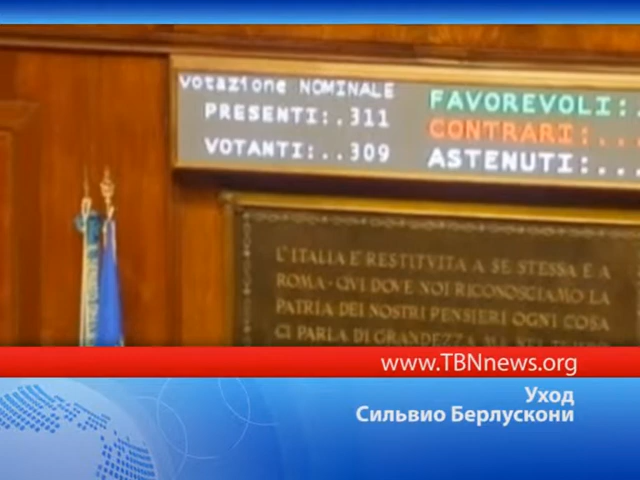 votazione NOMINALE
PRESENTI:.311
VOTANTI:..309
FAVOREVOLI:.
CONTRARI:...
ASTENUTI:...
L'ITALIA E' RESTITVITA A SE STESSA E A
ROMA · QVI DOVE NOI RICONOSCIAMO LA
PATRIA DEI NOSTRI PENSIERI OGNI COSA
CI PARLA DI GRANDEZZA
www.TBNnews.org
Уход
Сильвио Берлускони